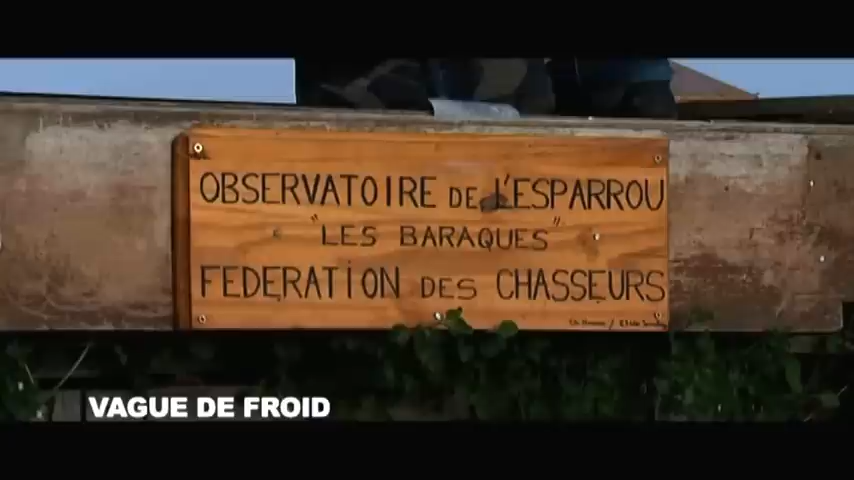 OBSERVATOIRE DE L'ESPARROU
"LES BARAQUES"
FEDERATION DES CHASSEURS
VAGUE DE FROID